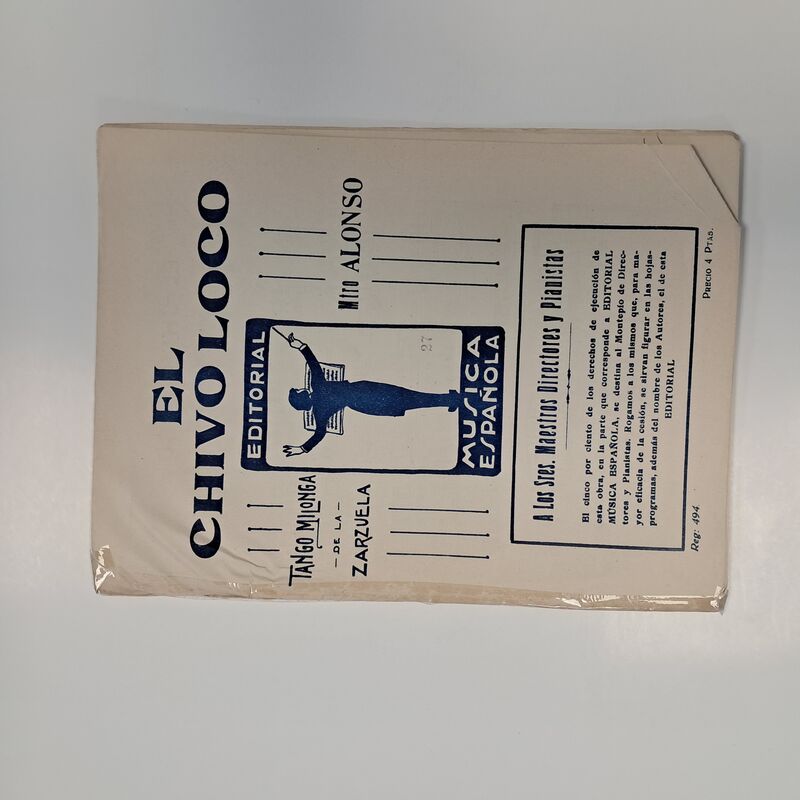 EL
CHIVO LOCO
TANGO MILONGA
- DE LA -
ZARZUELA
EDITORIAL
27
MUSICA
ESPAÑOLA
Mtro ALONSO
A Los Sres. Maestros Directores y Pianistas
El cinco por ciento de los derechos de ejecución de
esta obra, en la parte que corresponde a EDITORIAL
MÚSICA ESPAÑOLA, se destina al Montepío de Direc-
tores y Pianistas. Rogamos a los mismos que, para ma-
yor eficacia de la cesión, se sirvan figurar en las hojas-
programas, además del nombre de los Autores, el de esta
EDITORIAL
Reg: 494.
PRECIO 4 PTAS.